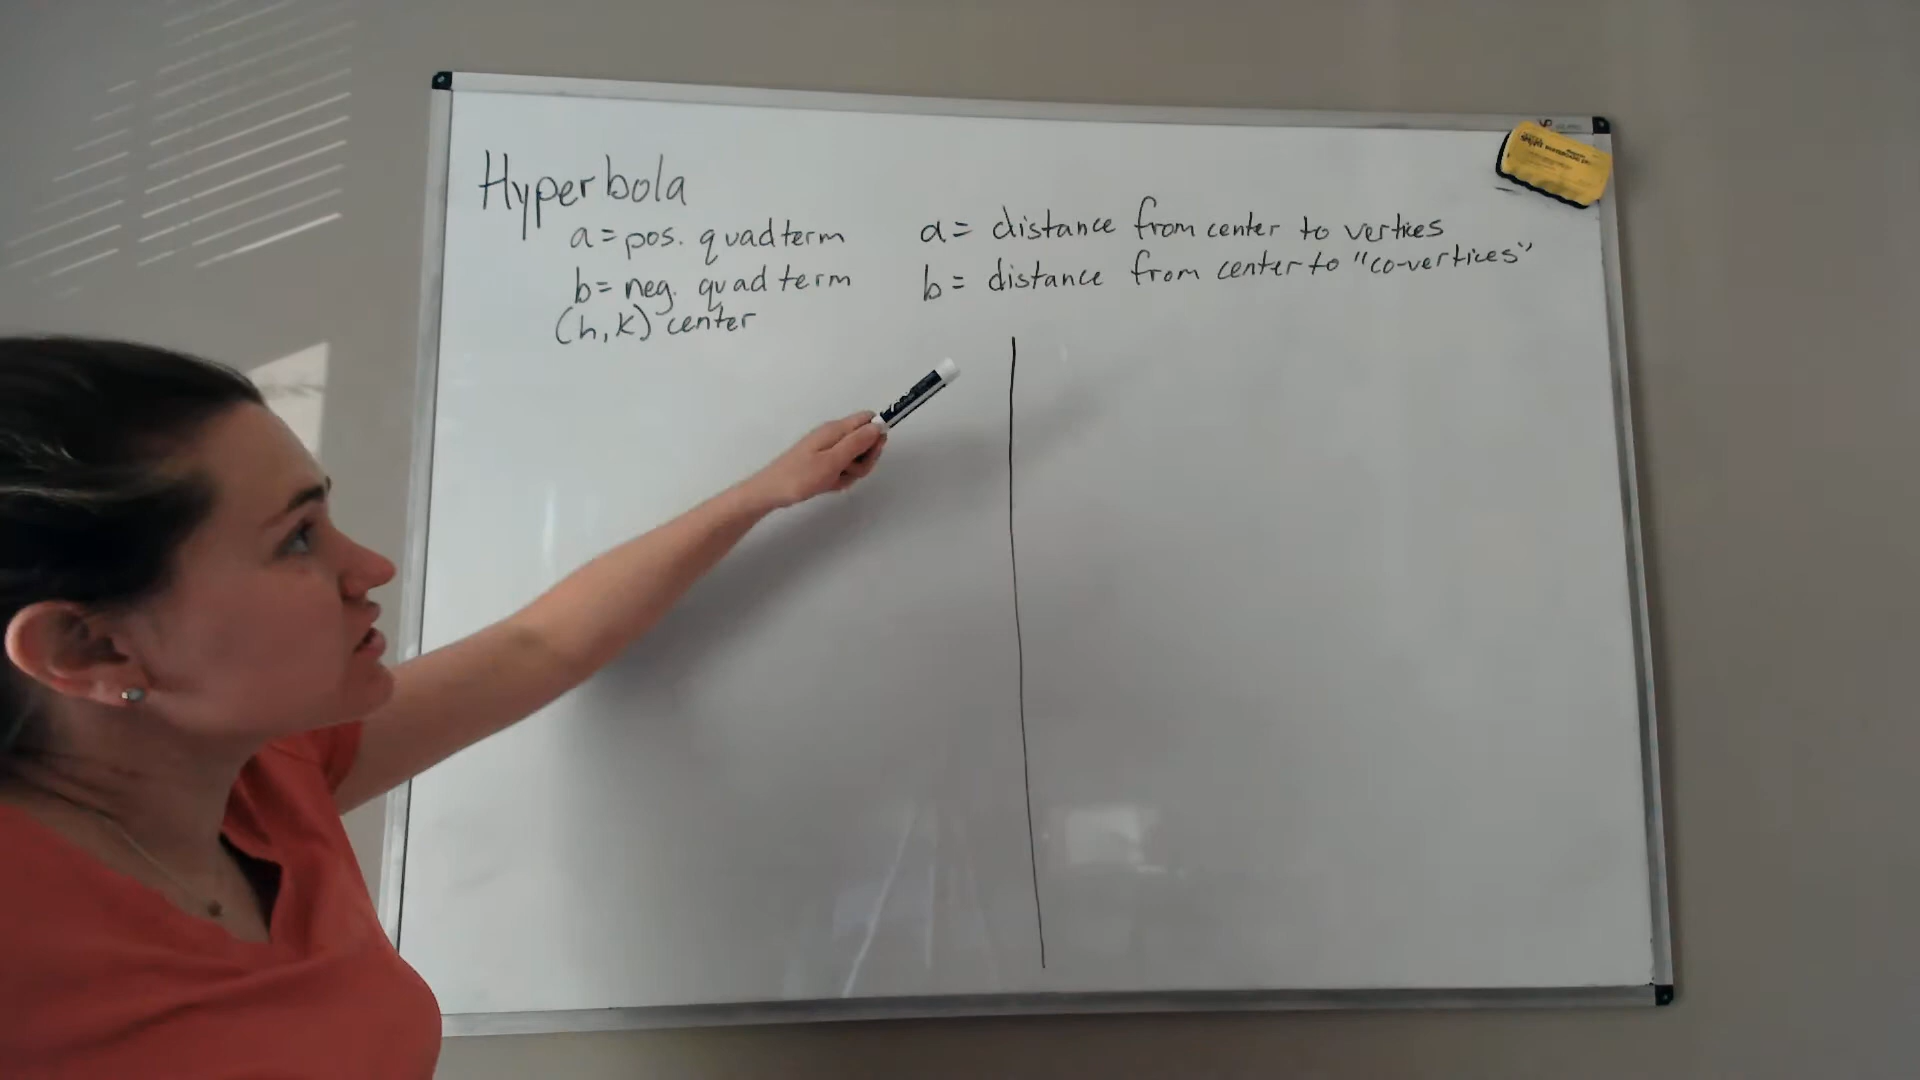 Hyperbola
a = pos. quad term
b = neg. quad term
(h, k) center
a = distance from center to vertices
b = distance from center to "co-vertices"